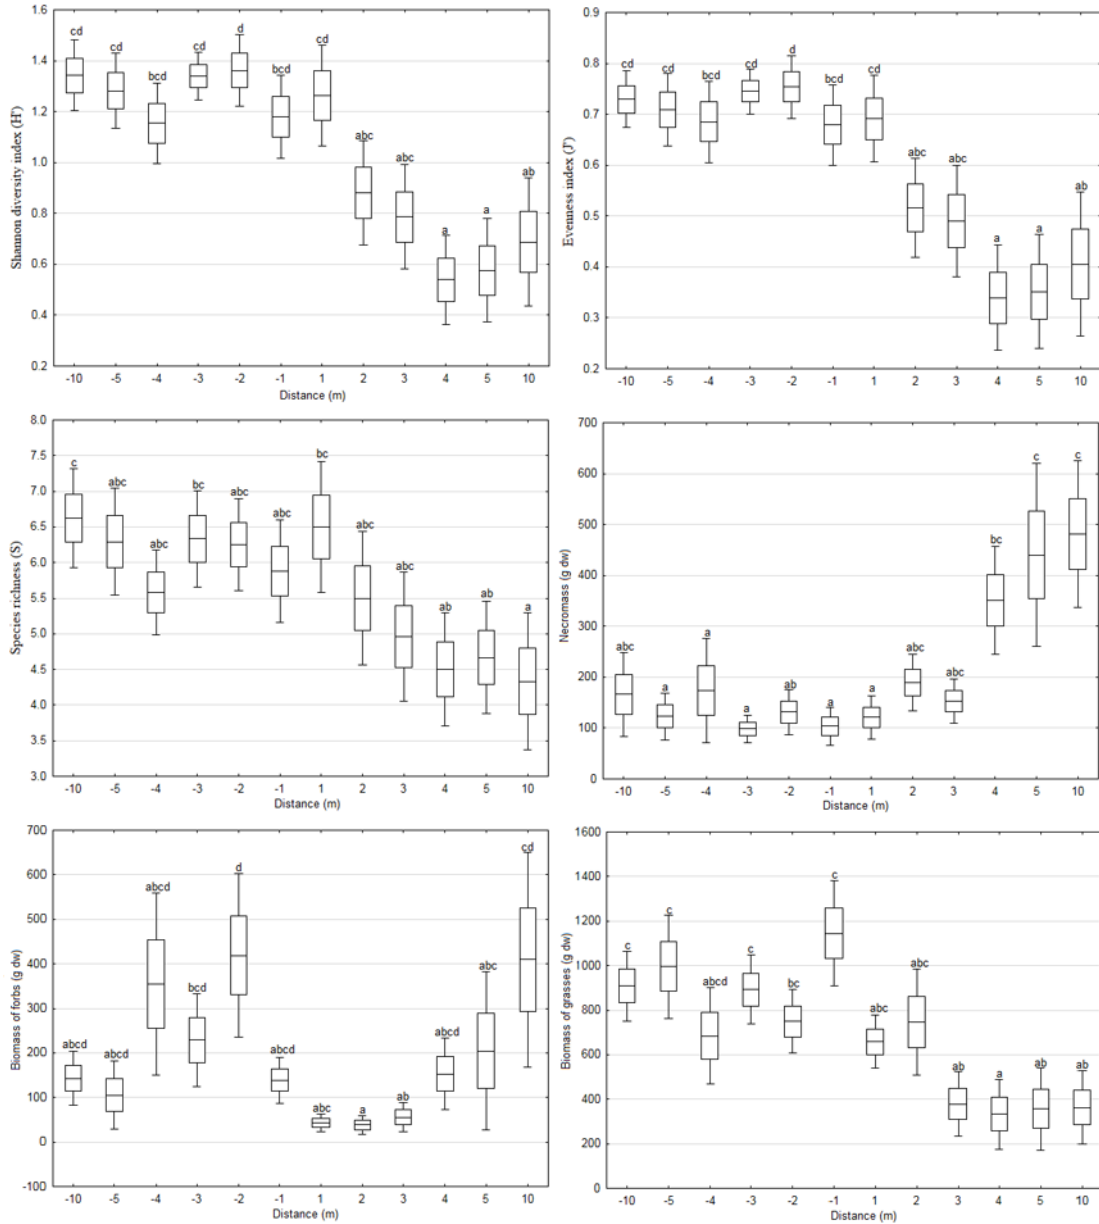 1.6
1.4
1.2
1.0
0.8
0.6
0.4
0.2
Shannon diversity index (H')
cd cd bcd cd d bcd cd abc abc a a ab
-10 -5 -4 -3 -2 -1 1 2 3 4 5 10
Distance (m)
0.9
0.8
0.7
0.6
0.5
0.4
0.3
0.2
Evenness index (J')
cd cd bcd cd d bcd cd abc abc a a ab
-10 -5 -4 -3 -2 -1 1 2 3 4 5 10
Distance (m)
8.0
7.5
7.0
6.5
6.0
5.5
5.0
4.5
4.0
3.5
3.0
Species richness (S)
c abc abc bc abc abc bc abc abc ab ab a
-10 -5 -4 -3 -2 -1 1 2 3 4 5 10
Distance (m)
700
600
500
400
300
200
100
0
Necromass (g dw)
abc a a a ab a a ab abc bc c c
-10 -5 -4 -3 -2 -1 1 2 3 4 5 10
Distance (m)
700
600
500
400
300
200
100
0
-100
Biomass of forbs (g dw)
abcd abcd abcd bcd d abcd abc a ab abcd abc cd
-10 -5 -4 -3 -2 -1 1 2 3 4 5 10
Distance (m)
1600
1400
1200
1000
800
600
400
200
0
Biomass of grasses (g dw)
c c abcd c bc c abc abc ab a ab ab
-10 -5 -4 -3 -2 -1 1 2 3 4 5 10
Distance (m)